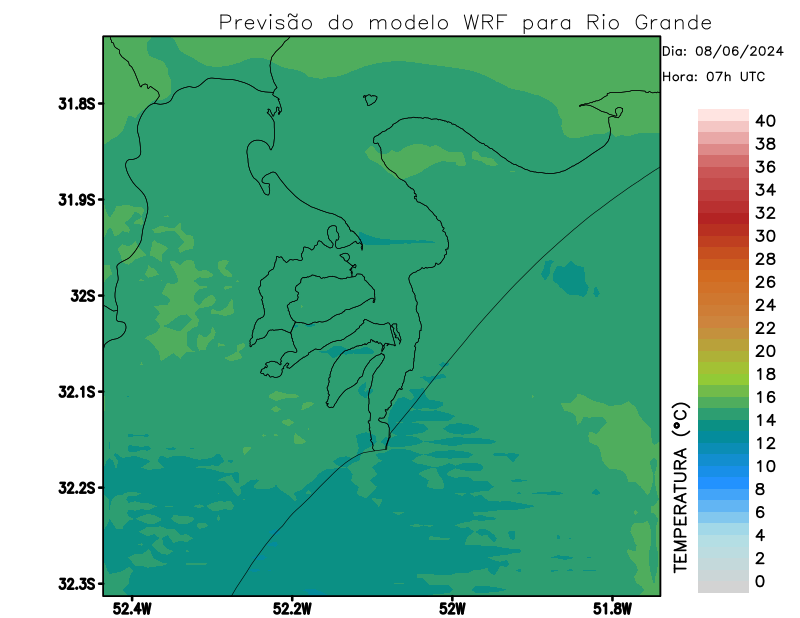 Previsão do modelo WRF para Rio Grande
Dia: 08/06/2024
Hora: 07h UTC
31.8S
31.9S
32S
32.1S
32.2S
32.3S
52.4W
52.2W
52W
51.8W
TEMPERATURA (°C)
40
38
36
34
32
30
28
26
24
22
20
18
16
14
12
10
8
6
4
2
0